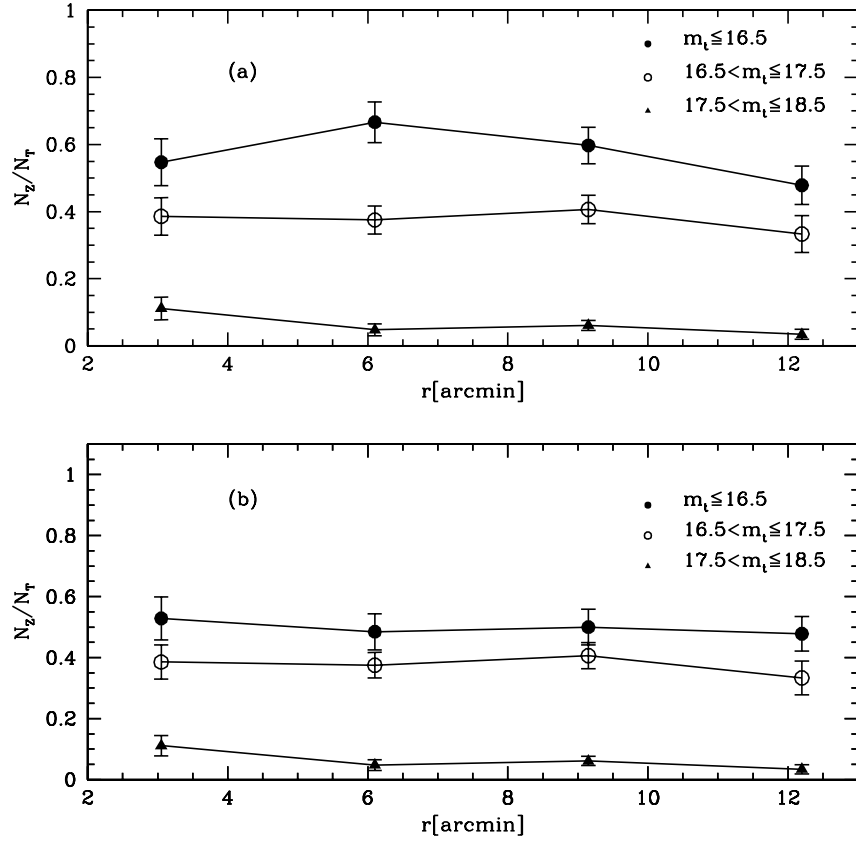 1
0.8
0.6
0.4
0.2
0
N_Z/N_T
(a)
m_t≦16.5
16.5<m_t≦17.5
17.5<m_t≦18.5
2 4 6 8 10 12
r[arcmin]
1
0.8
0.6
0.4
0.2
0
N_Z/N_T
(b)
m_t≦16.5
16.5<m_t≦17.5
17.5<m_t≦18.5
2 4 6 8 10 12
r[arcmin]